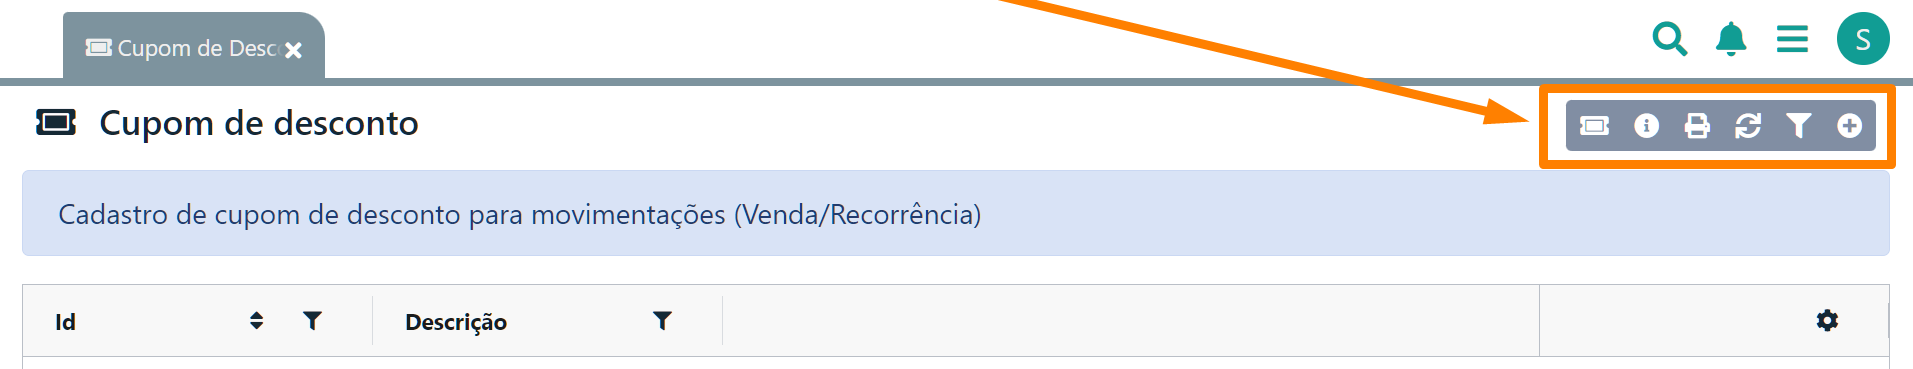 Cupom de Desc
S
Cupom de desconto
Cadastro de cupom de desconto para movimentações (Venda/Recorrência)
Id
Descrição